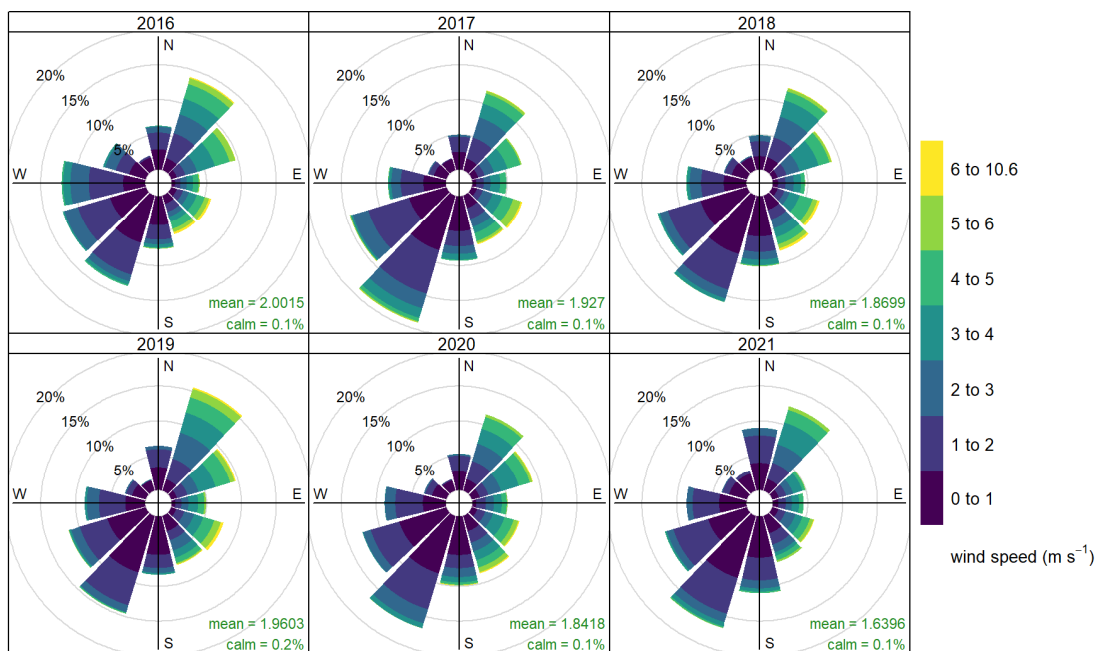 2016
N
20%
15%
10%
5%
W
E
S
mean = 2.0015
calm = 0.1%
2017
N
20%
15%
10%
5%
W
E
S
mean = 1.927
calm = 0.1%
2018
N
20%
15%
10%
5%
W
E
S
mean = 1.8699
calm = 0.1%
2019
N
20%
15%
10%
5%
W
E
S
mean = 1.9603
calm = 0.2%
2020
N
20%
15%
10%
5%
W
E
S
mean = 1.8418
calm = 0.1%
2021
N
20%
15%
10%
5%
W
E
S
mean = 1.6396
calm = 0.1%
6 to 10.6
5 to 6
4 to 5
3 to 4
2 to 3
1 to 2
0 to 1
wind speed (m s⁻¹)